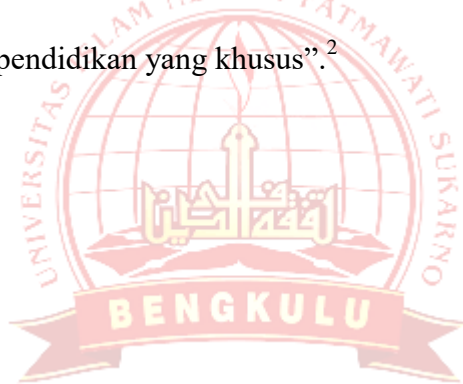 pendidikan yang khusus”.²
UNIVERSITAS FATMAWATI SUKARNO
BENGKULU